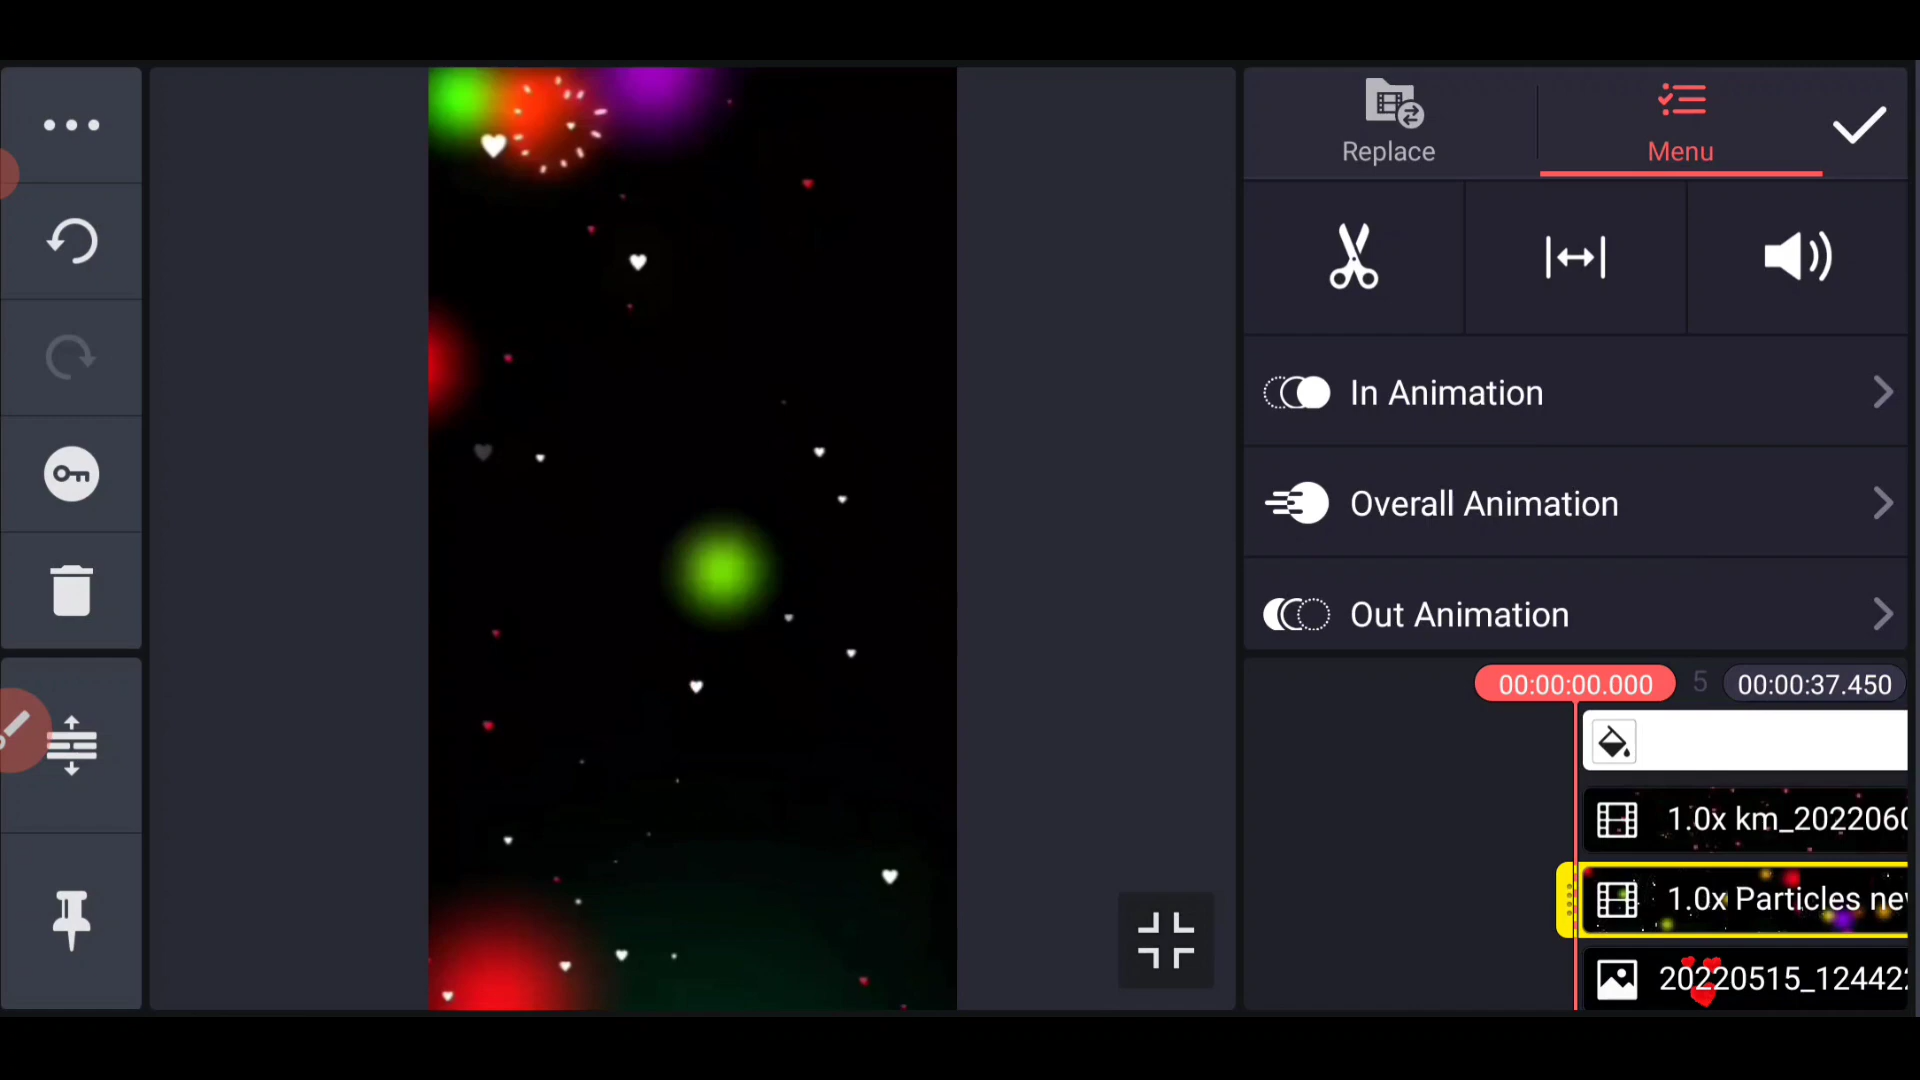 Replace
Menu
In Animation
Overall Animation
Out Animation
00:00:00.000
5
00:00:37.450
1.0x km_2022060
1.0x Particles ne
20220515_12442